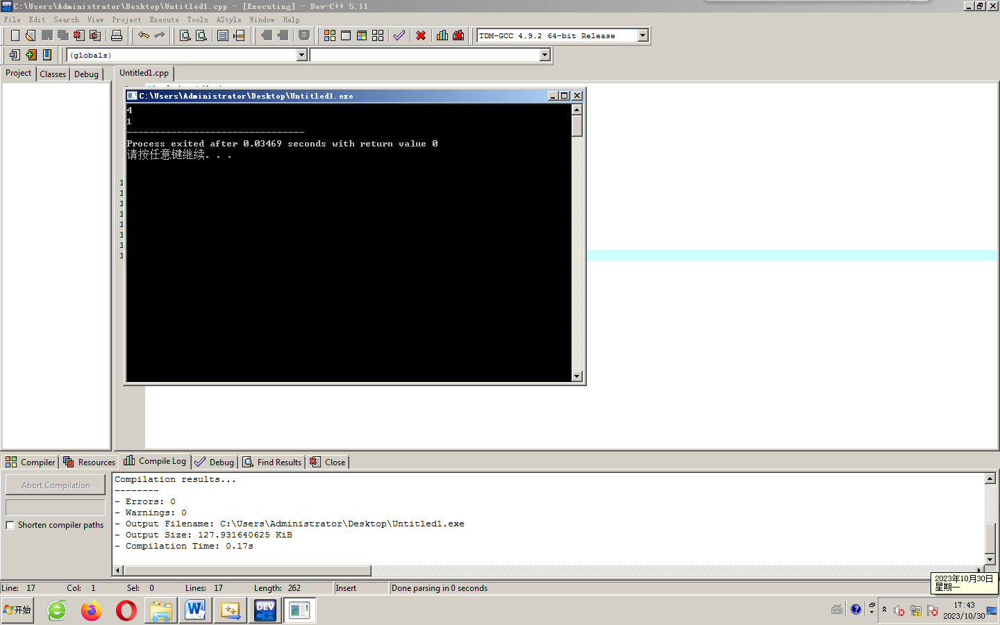 C:\Users\Administrator\Desktop\Untitled1.cpp - [Executing] - Dev-C++ 5.11
File Edit Search View Project Execute Tools AStyle Window Help
TDM-GCC 4.9.2 64-bit Release
(globals)
Project Classes Debug
Untitled1.cpp
C:\Users\Administrator\Desktop\Untitled1.exe
4
1
--------------------------------
Process exited after 0.03469 seconds with return value 0
请按任意键继续. . .
1
1
1
1
1
1
1
1
Compiler Resources Compile Log Debug Find Results Close
Abort Compilation
Shorten compiler paths
Compilation results...
--------
- Errors: 0
- Warnings: 0
- Output Filename: C:\Users\Administrator\Desktop\Untitled1.exe
- Output Size: 127.931640625 KiB
- Compilation Time: 0.17s
Line: 17 Col: 1 Sel: 0 Lines: 17 Length: 262 Insert Done parsing in 0 seconds
2023年10月30日
星期一
开始
DEV
C++
17:43
2023/10/30